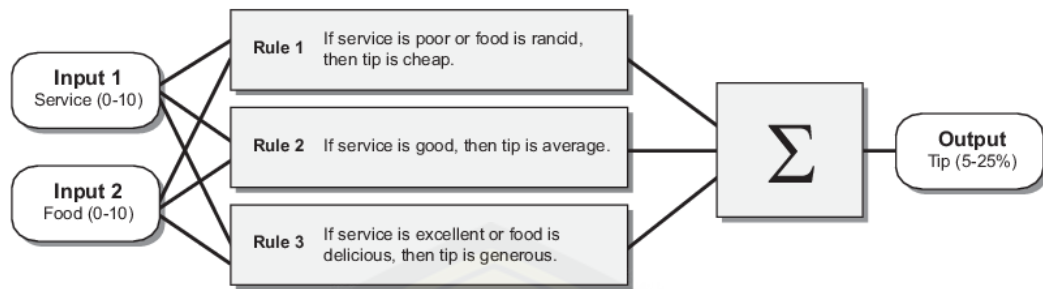 Input 1
Service (0-10)
Input 2
Food (0-10)
Rule 1
If service is poor or food is rancid,
then tip is cheap.
Rule 2
If service is good, then tip is average.
Rule 3
If service is excellent or food is
delicious, then tip is generous.
Σ
Output
Tip (5-25%)